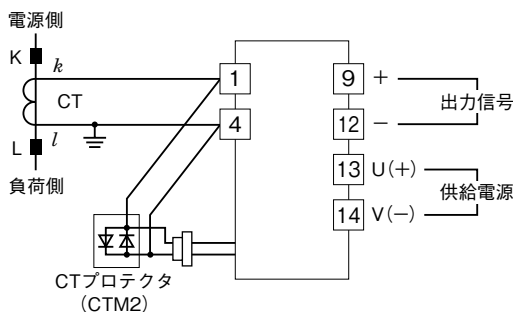 電源側
K
k
CT
l
L
負荷側
1
4
CTプロテクタ
(CTM2)
9
+
12
−
出力信号
13
U(+)
14
V(−)
供給電源